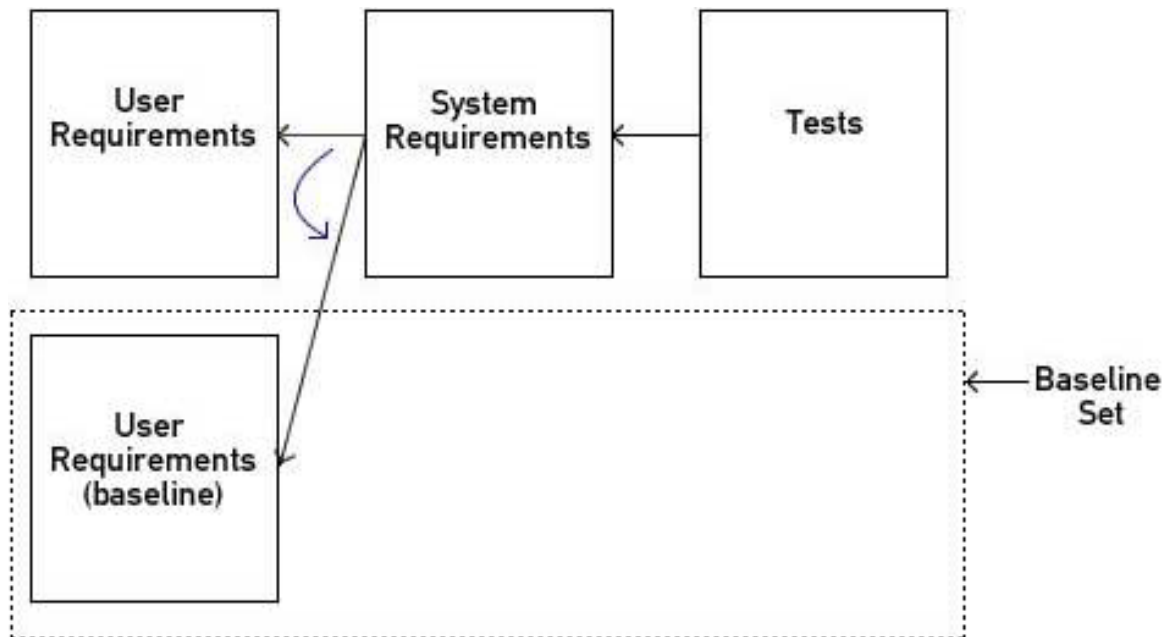 User
Requirements
System
Requirements
Tests
User
Requirements
(baseline)
Baseline
Set